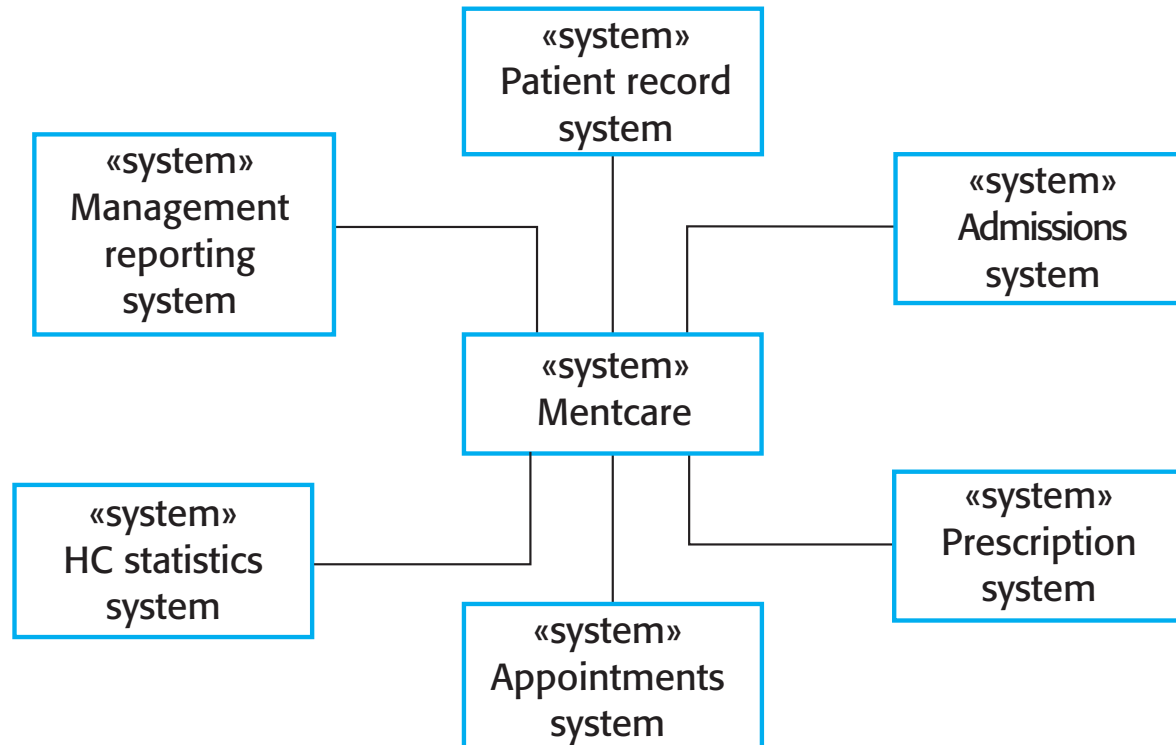 «system»
Patient record
system
«system»
Management
reporting
system
«system»
Admissions
system
«system»
Mentcare
«system»
HC statistics
system
«system»
Prescription
system
«system»
Appointments
system